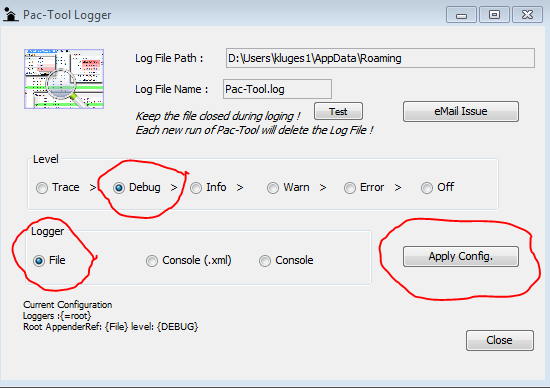 Pac-Tool Logger
Log File Path :
D:\Users\kluges1\AppData\Roaming
Log File Name :
Pac-Tool.log
Keep the file closed during loging !
Test
eMail Issue
Each new run of Pac-Tool will delete the Log File !
Level
Trace > Debug > Info > Warn > Error > Off
Logger
File Console (.xml) Console
Apply Config.
Current Configuration
Loggers :{=root}
Root AppenderRef: {File} level: {DEBUG}
Close